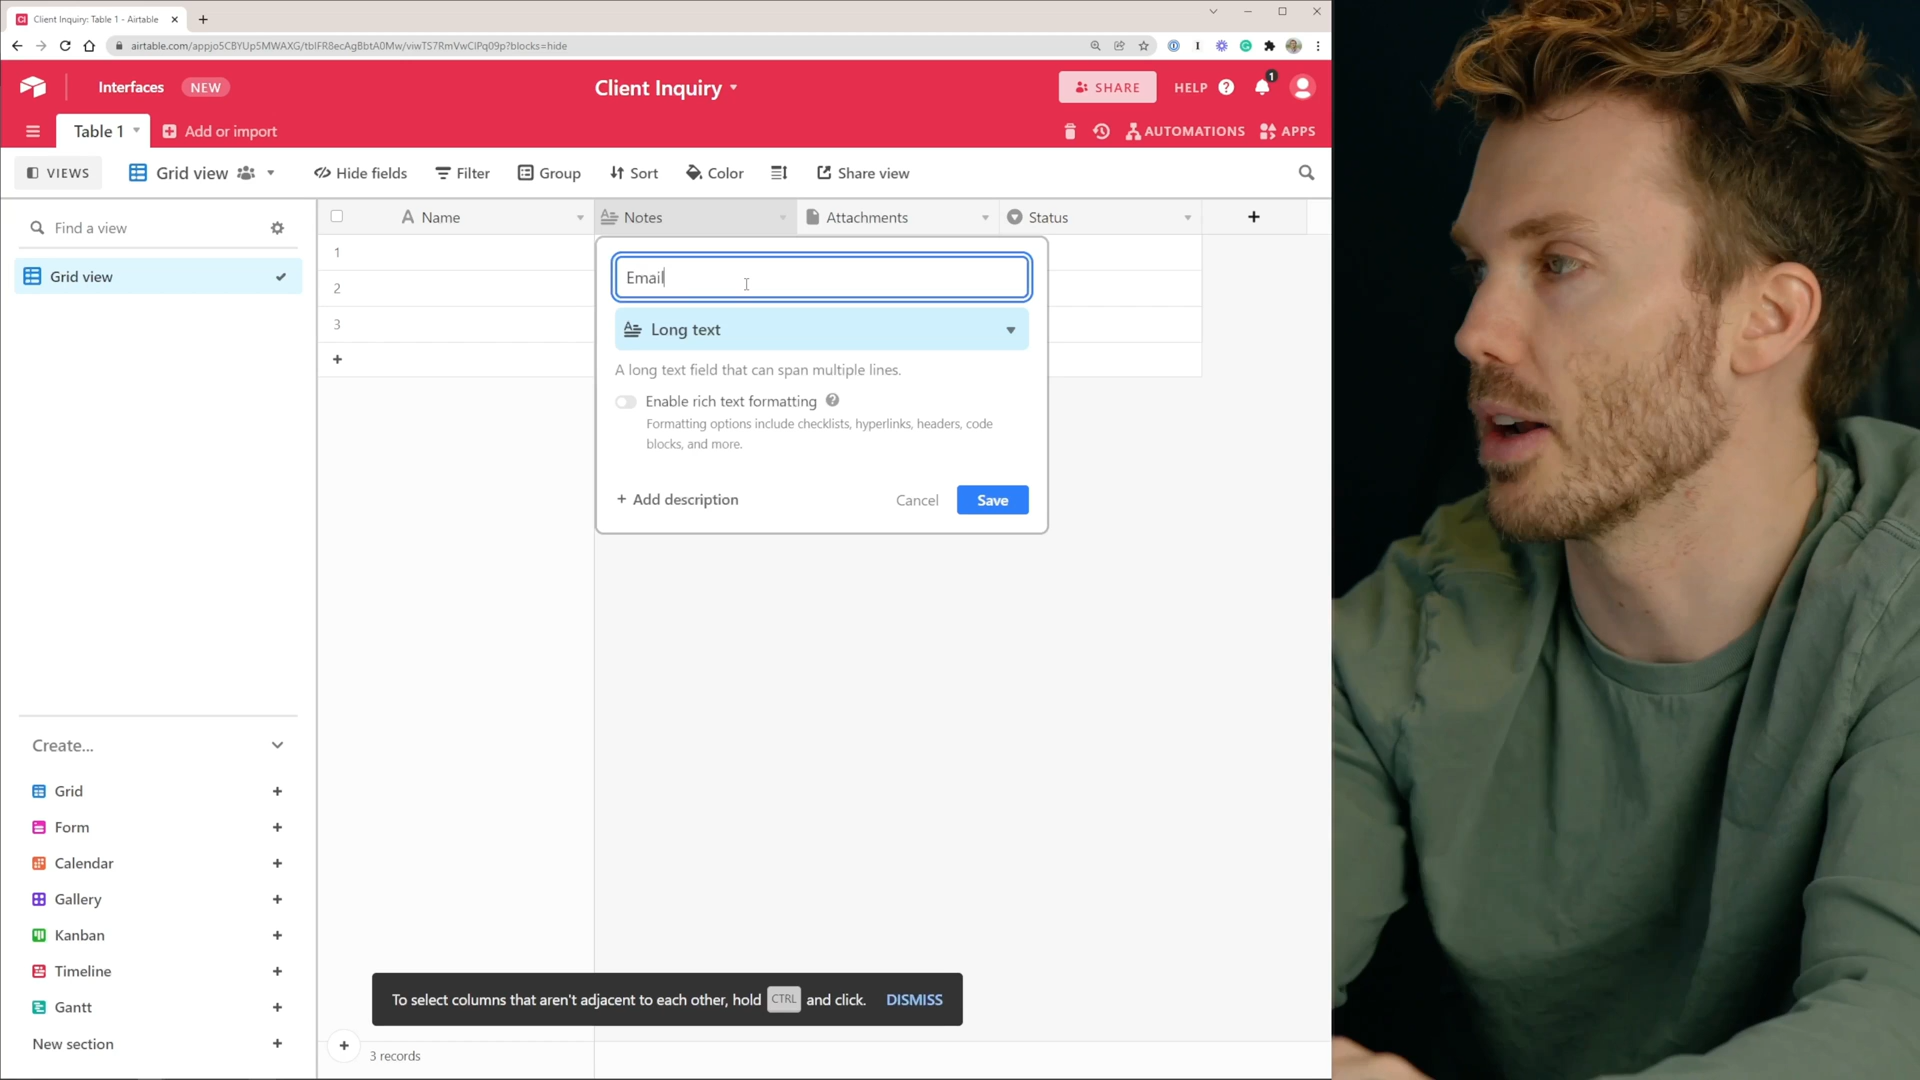 Client Inquiry: Table 1 - Airtable
airtable.com/appjo5CBYUp5MWAXG/tblFR8ecAgBbtA0Mw/viwTS7RmVwClPq09p?blocks=hide
Interfaces NEW
Client Inquiry
SHARE
HELP
1
Table 1
Add or import
AUTOMATIONS
APPS
VIEWS
Grid view
Hide fields
Filter
Group
Sort
Color
Share view
Find a view
Grid view
Name
Notes
Attachments
Status
1
2
3
Email
Long text
A long text field that can span multiple lines.
Enable rich text formatting
Formatting options include checklists, hyperlinks, headers, code
blocks, and more.
+ Add description
Cancel
Save
Create...
Grid
Form
Calendar
Gallery
Kanban
Timeline
Gantt
New section
To select columns that aren't adjacent to each other, hold CTRL and click. DISMISS
3 records